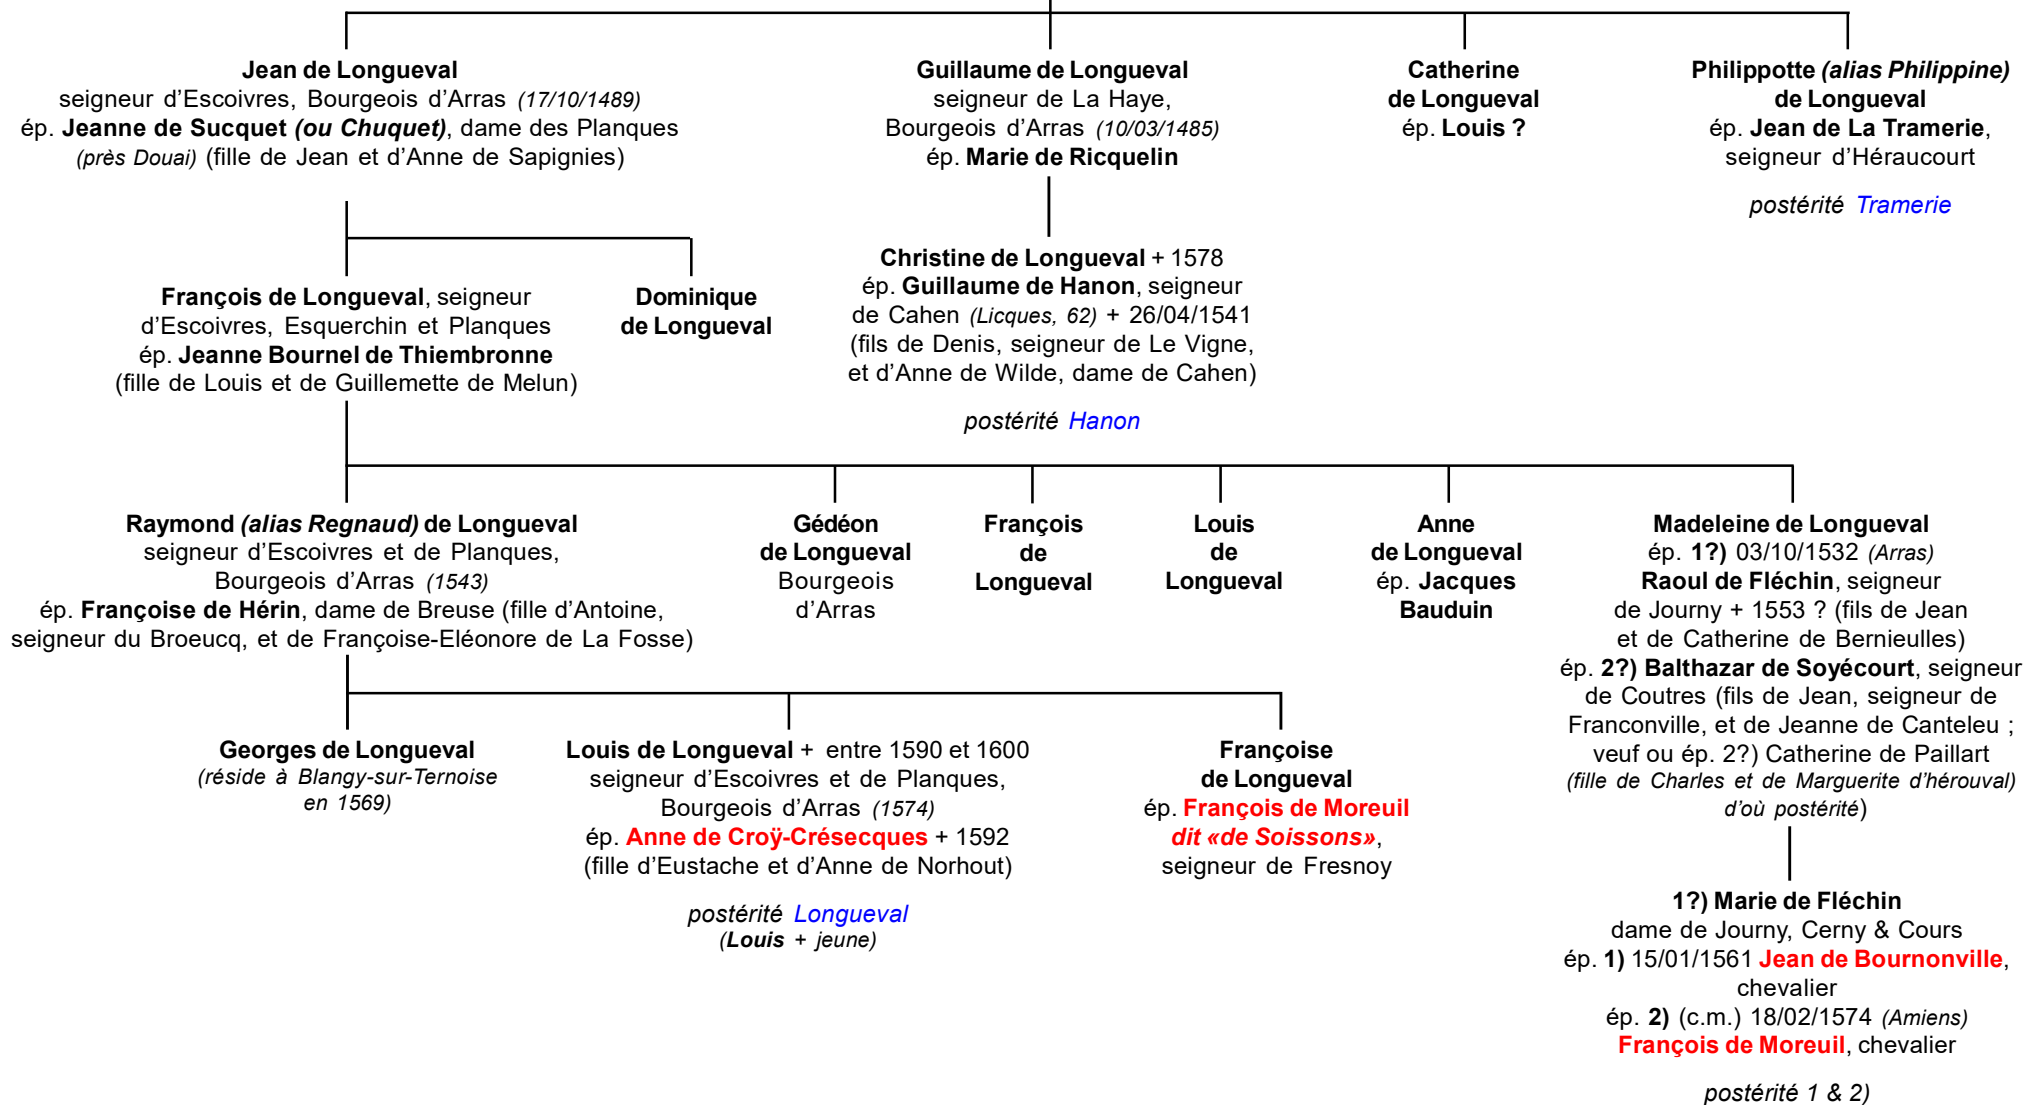 Jean de Longueval
seigneur d'Escoivres, Bourgeois d'Arras (17/10/1489)
ép. Jeanne de Sucquet (ou Chuquet), dame des Planques
(près Douai) (fille de Jean et d'Anne de Sapignies)
Guillaume de Longueval
seigneur de La Haye,
Bourgeois d'Arras (10/03/1485)
ép. Marie de Ricquelin
Catherine
de Longueval
ép. Louis ?
Philippotte (alias Philippine)
de Longueval
ép. Jean de La Tramerie,
seigneur d'Héraucourt
postérité Tramerie
François de Longueval, seigneur
d'Escoivres, Esquerchin et Planques
ép. Jeanne Bournel de Thiembronne
(fille de Louis et de Guillemette de Melun)
Dominique
de Longueval
Christine de Longueval + 1578
ép. Guillaume de Hanon, seigneur
de Cahen (Licques, 62) + 26/04/1541
(fils de Denis, seigneur de Le Vigne,
et d'Anne de Wilde, dame de Cahen)
postérité Hanon
Raymond (alias Regnaud) de Longueval
seigneur d'Escoivres et de Planques,
Bourgeois d'Arras (1543)
ép. Françoise de Hérin, dame de Breuse (fille d'Antoine,
seigneur du Broeucq, et de Françoise-Eléonore de La Fosse)
Gédéon
de Longueval
Bourgeois
d'Arras
François
de
Longueval
Louis
de
Longueval
Anne
de Longueval
ép. Jacques
Bauduin
Madeleine de Longueval
ép. 1?) 03/10/1532 (Arras)
Raoul de Fléchin, seigneur
de Journy + 1553 ? (fils de Jean
et de Catherine de Bernieulles)
ép. 2?) Balthazar de Soyécourt, seigneur
de Coutres (fils de Jean, seigneur de
Franconville, et de Jeanne de Canteleu ;
veuf ou ép. 2?) Catherine de Paillart
(fille de Charles et de Marguerite d'hérouval)
d'où postérité)
Georges de Longueval
(réside à Blangy-sur-Ternoise
en 1569)
Louis de Longueval + entre 1590 et 1600
seigneur d'Escoivres et de Planques,
Bourgeois d'Arras (1574)
ép. Anne de Croÿ-Crésecques + 1592
(fille d'Eustache et d'Anne de Norhout)
postérité Longueval
(Louis + jeune)
Françoise
de Longueval
ép. François de Moreuil
dit «de Soissons»,
seigneur de Fresnoy
1?) Marie de Fléchin
dame de Journy, Cerny & Cours
ép. 1) 15/01/1561 Jean de Bournonville,
chevalier
ép. 2) (c.m.) 18/02/1574 (Amiens)
François de Moreuil, chevalier
postérité 1 & 2)